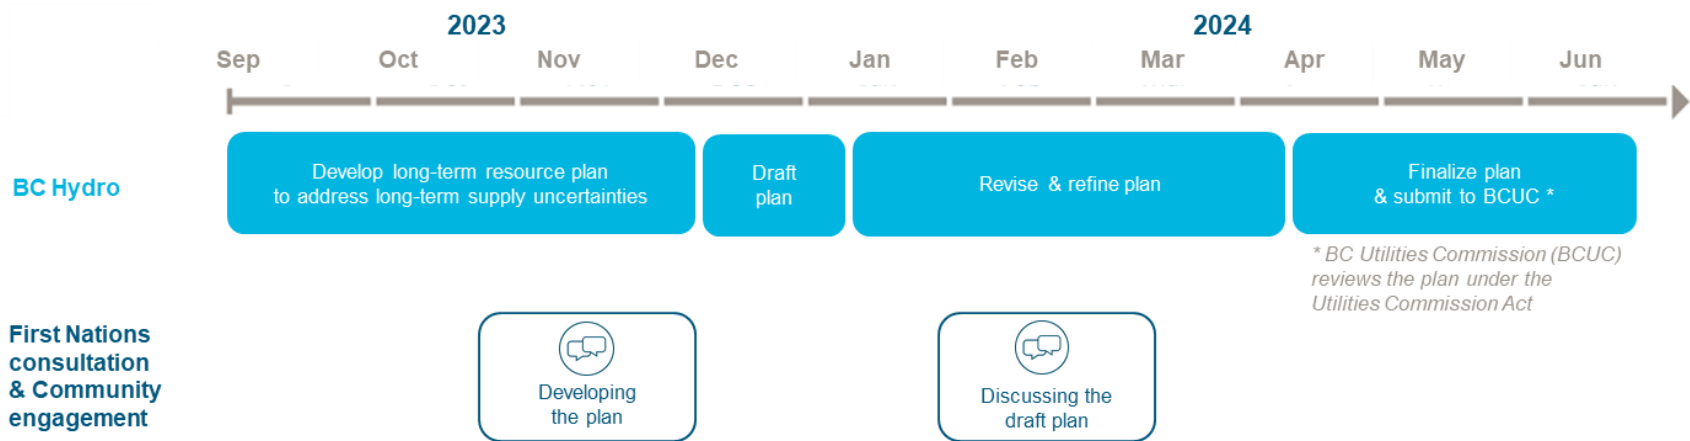 2023 2024
Sep Oct Nov Dec Jan Feb Mar Apr May Jun
BC Hydro
Develop long-term resource plan
to address long-term supply uncertainties
Draft
plan
Revise & refine plan
Finalize plan
& submit to BCUC *
* BC Utilities Commission (BCUC)
reviews the plan under the
Utilities Commission Act
First Nations
consultation
& Community
engagement
Developing
the plan
Discussing the
draft plan